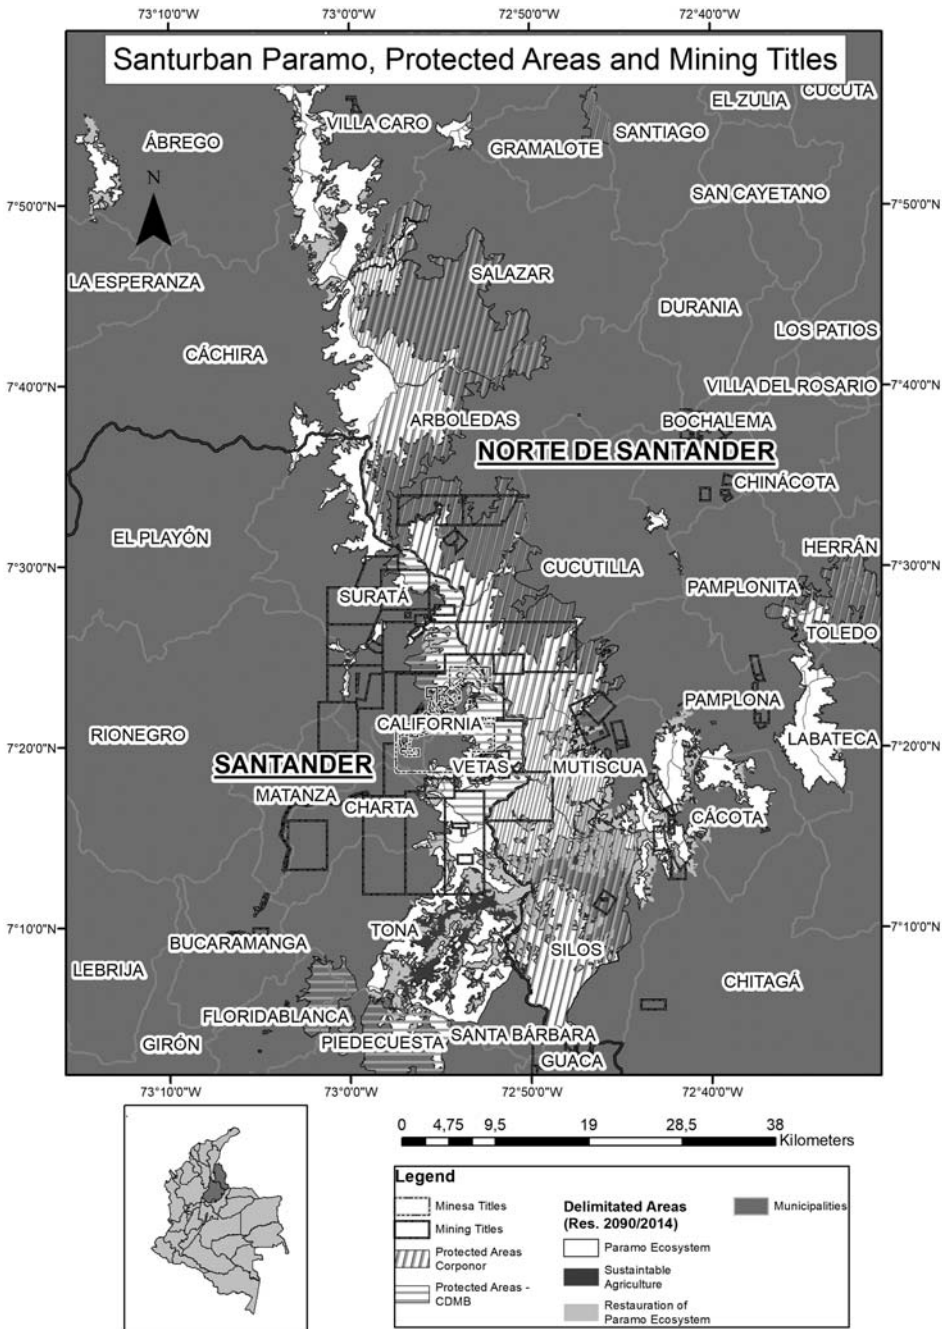 73°10'0"W 73°0'0"W 72°50'0"W 72°40'0"W
Santurban Paramo, Protected Areas and Mining Titles
CUCUTA
EL ZULIA
VILLA CARO
SANTIAGO
ÁBREGO
GRAMALOTE
N
SAN CAYETANO
7°50'0"N 7°50'0"N
LA ESPERANZA
SALAZAR
DURANIA
LOS PATIOS
CÁCHIRA
7°40'0"N 7°40'0"N
VILLA DEL ROSARIO
ARBOLEDAS
BOCHALEMA
NORTE DE SANTANDER
CHINÁCOTA
EL PLAYÓN
HERRÁN
7°30'0"N 7°30'0"N
CUCUTILLA
PAMPLONITA
SURATÁ
TOLEDO
PAMPLONA
CALIFORNIA
RIONEGRO
LABATECA
7°20'0"N 7°20'0"N
SANTANDER
VETAS
MUTISCUA
MATANZA
CHARTA
CÁCOTA
7°10'0"N 7°10'0"N
TONA
BUCARAMANGA
SILOS
LEBRIJA
CHITAGÁ
FLORIDABLANCA
SANTA BÁRBARA
GIRÓN
PIEDECUESTA
GUACA
73°10'0"W 73°0'0"W 72°50'0"W 72°40'0"W
0 4,75 9,5 19 28,5 38
Kilometers
Legend
Minesa Titles
Mining Titles
Protected Areas
Corponor
Protected Areas -
CDMB
Delimitated Areas
(Res. 2090/2014)
Paramo Ecosystem
Sustaintable
Agriculture
Restauration of
Paramo Ecosystem
Municipalities